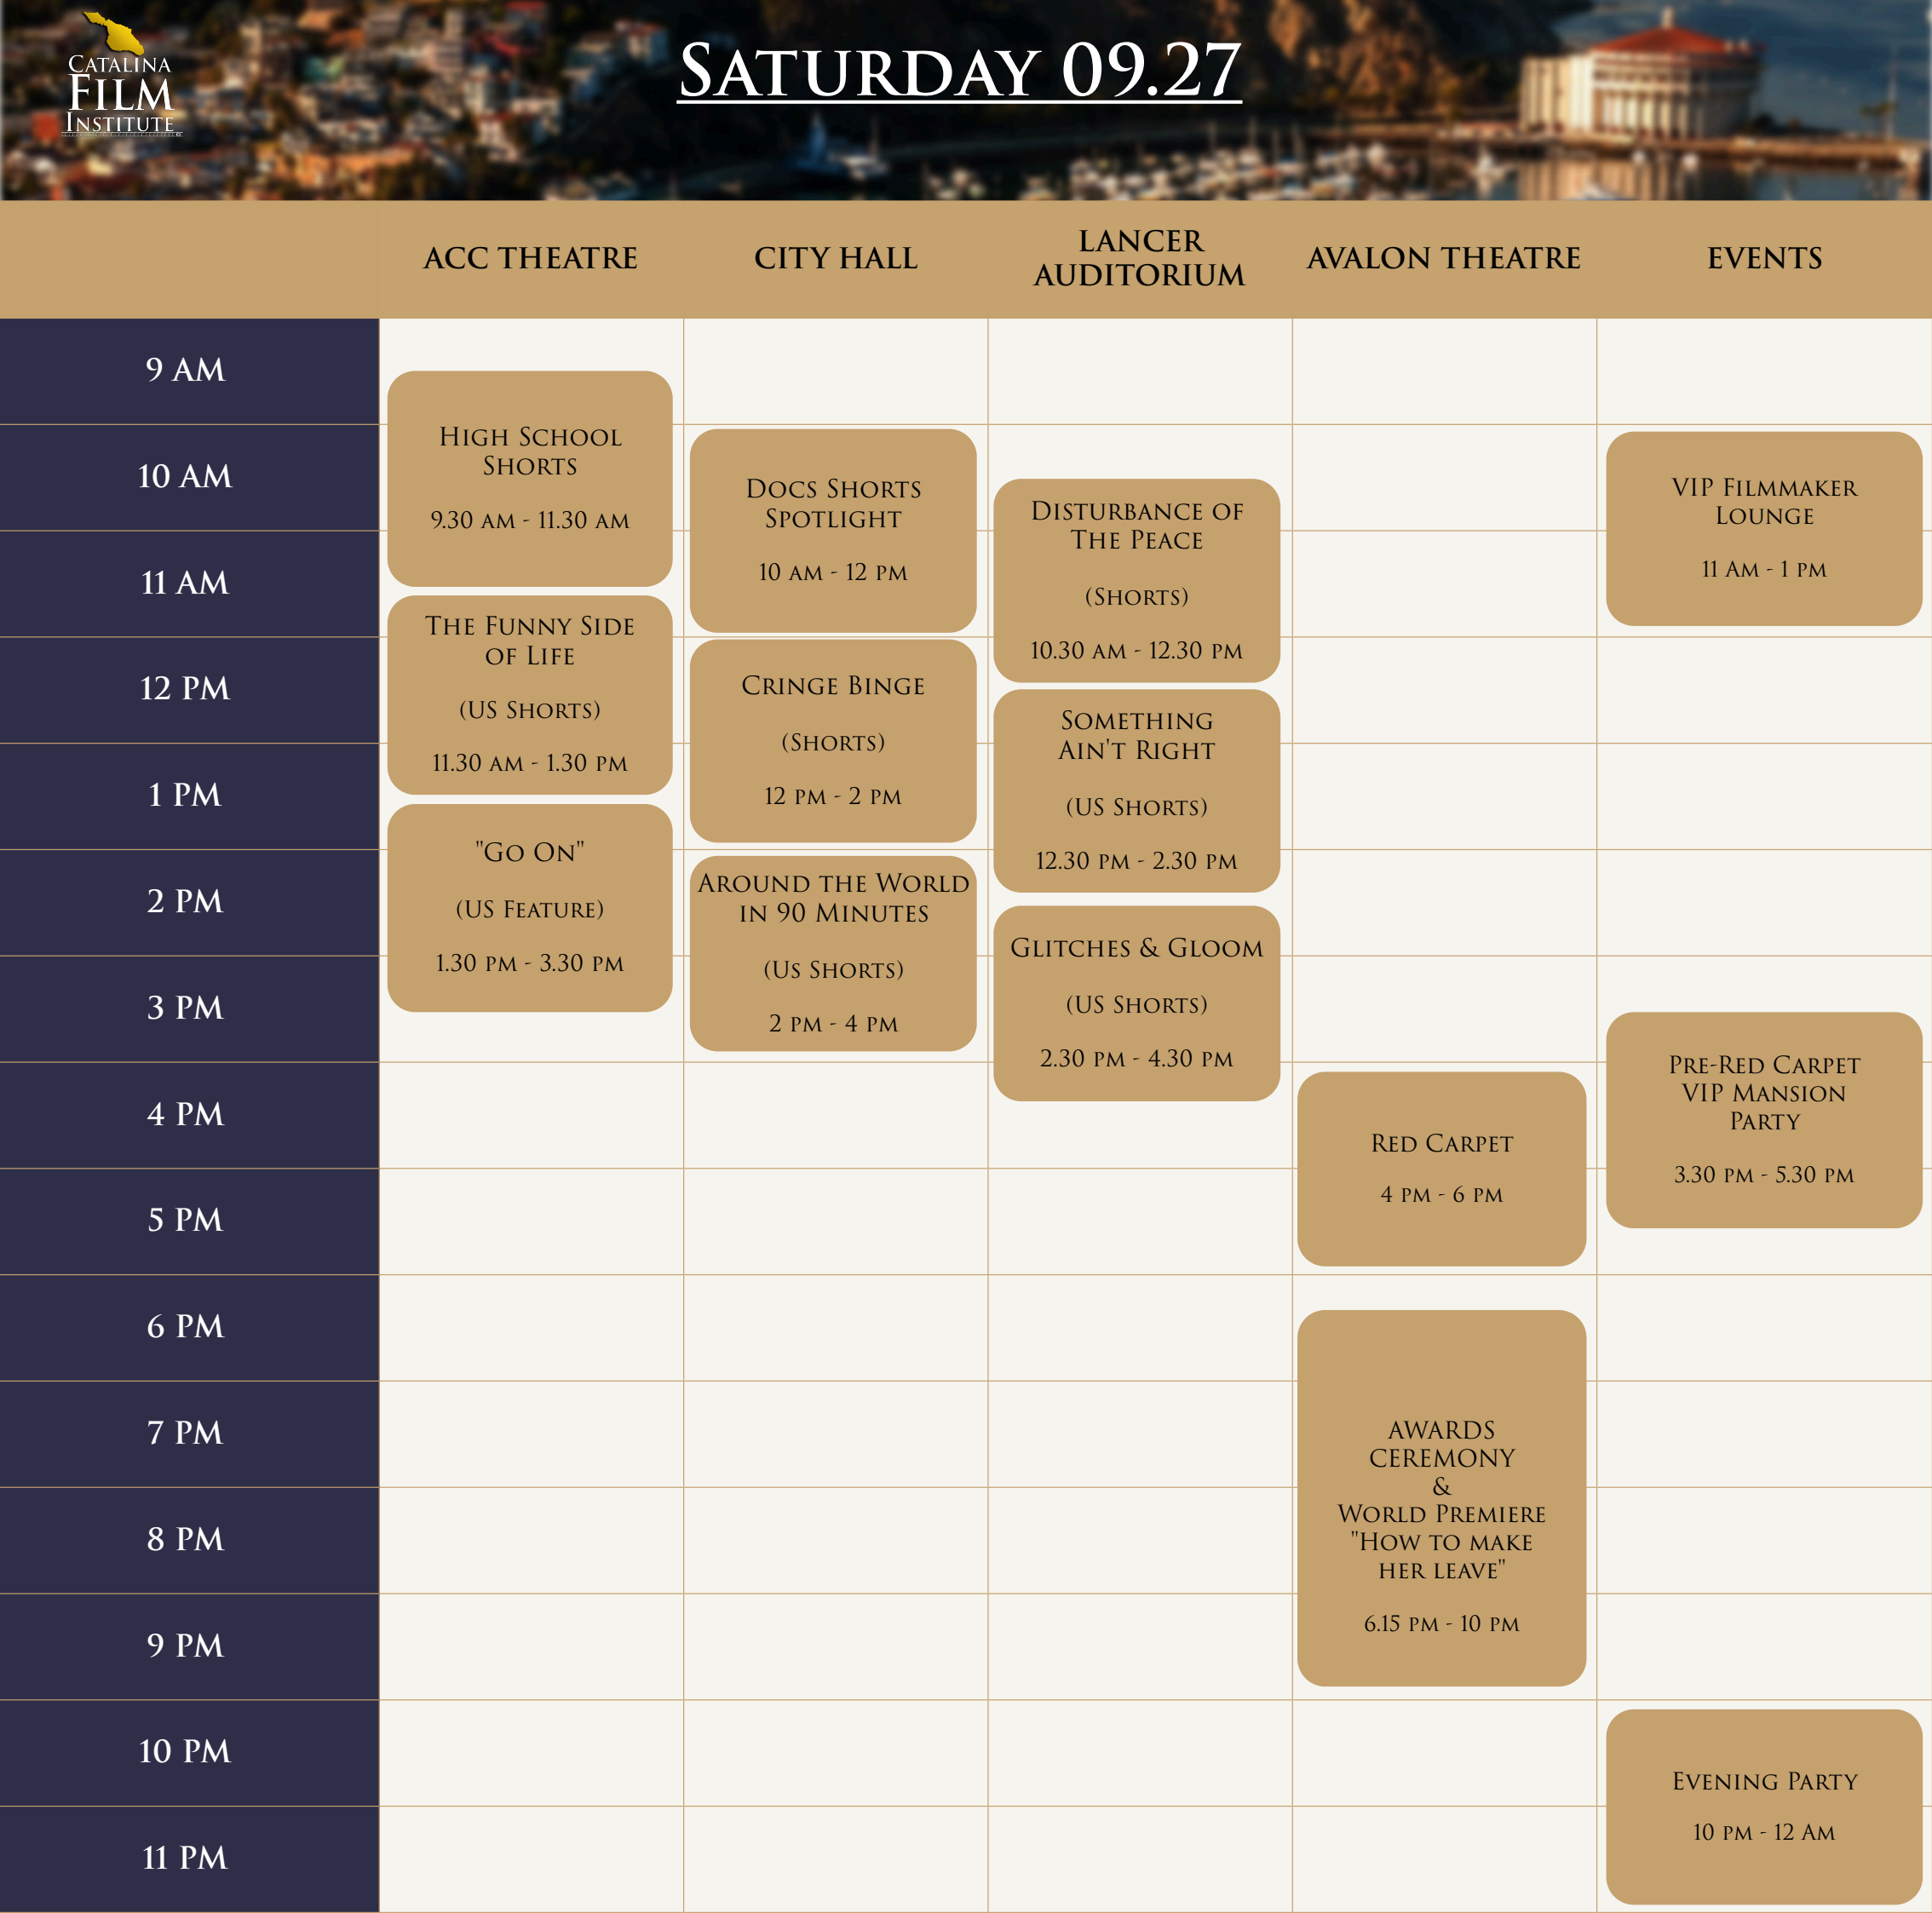 Catalina
Film
Institute
Saturday 09.27
ACC THEATRE
CITY HALL
LANCER
AUDITORIUM
AVALON THEATRE
EVENTS
9 AM
10 AM
11 AM
12 PM
1 PM
2 PM
3 PM
4 PM
5 PM
6 PM
7 PM
8 PM
9 PM
10 PM
11 PM
High School
Shorts
9.30 am - 11.30 am
The Funny Side
of Life
(US Shorts)
11.30 am - 1.30 pm
"Go On"
(US Feature)
1.30 pm - 3.30 pm
Docs Shorts
Spotlight
10 am - 12 pm
Cringe Binge
(Shorts)
12 pm - 2 pm
Around the World
in 90 Minutes
(Us Shorts)
2 pm - 4 pm
Disturbance of
The Peace
(Shorts)
10.30 am - 12.30 pm
Something
Ain't Right
(US Shorts)
12.30 pm - 2.30 pm
Glitches & Gloom
(US Shorts)
2.30 pm - 4.30 pm
Red Carpet
4 pm - 6 pm
AWARDS
CEREMONY
&
World Premiere
"How to make
her leave"
6.15 pm - 10 pm
VIP Filmmaker
Lounge
11 Am - 1 pm
Pre-Red Carpet
VIP Mansion
Party
3.30 pm - 5.30 pm
Evening Party
10 pm - 12 Am